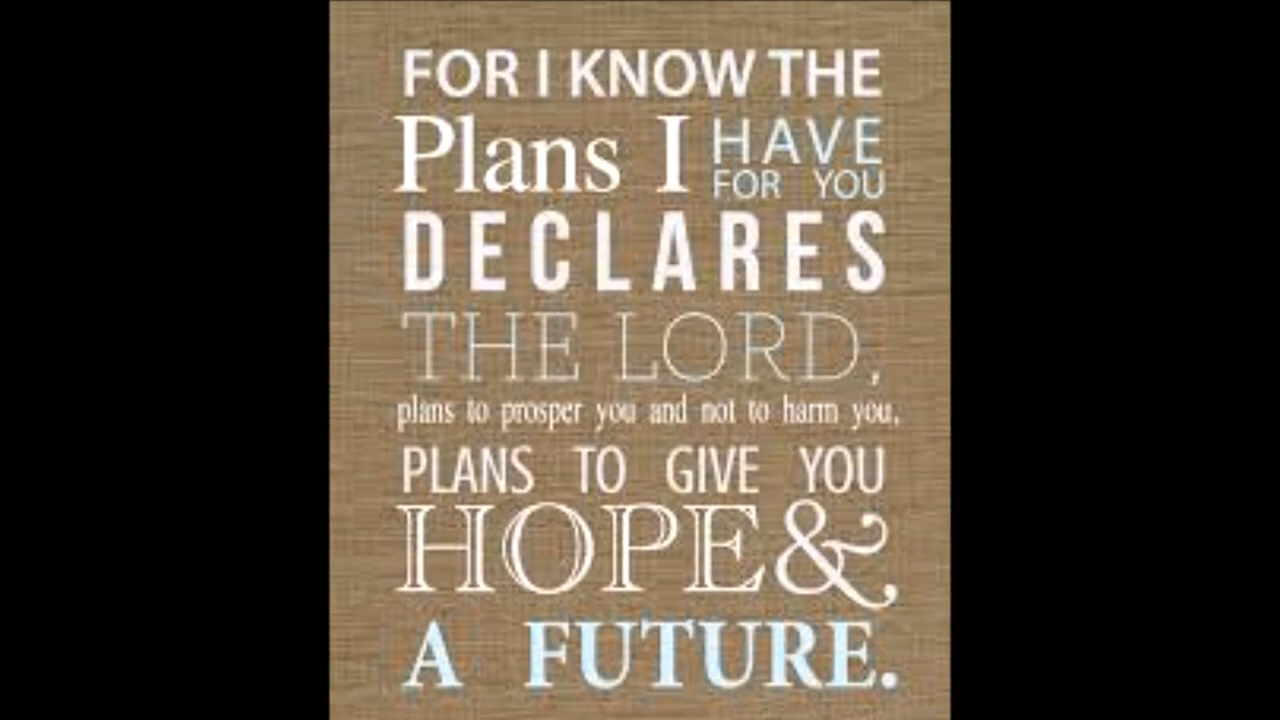 FOR I KNOW THE
Plans I HAVE
FOR YOU
DECLARES
THE LORD,
plans to prosper you and not to harm you,
PLANS TO GIVE YOU
HOPE&
A FUTURE.